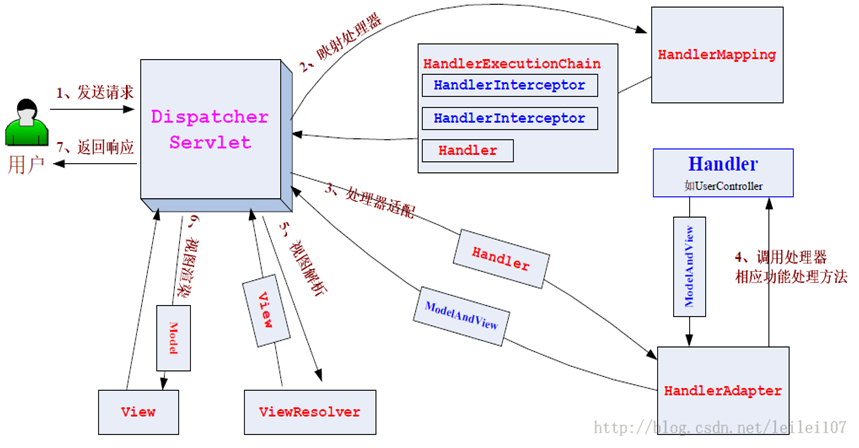 1、发送请求
用户
7、返回响应
Dispatcher
Servlet
2、映射处理器
HandlerExecutionChain
HandlerInterceptor
HandlerInterceptor
Handler
HandlerMapping
3、处理器适配
Handler
ModelAndView
Handler
如UserController
ModelAndView
4、调用处理器
相应功能处理方法
HandlerAdapter
5、视图解析
View
ViewResolver
6、视图渲染
Model
View
http://blog.csdn.net/leilei107